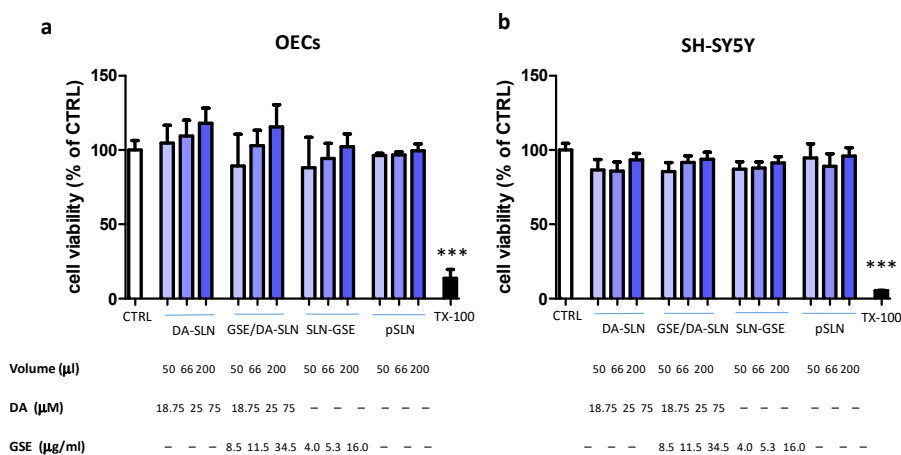 a
OECs
cell viability (% of CTRL)
150
100
50
0
***
CTRL DA-SLN GSE/DA-SLN SLN-GSE pSLN TX-100
b
SH-SY5Y
cell viability (% of CTRL)
150
100
50
0
***
CTRL DA-SLN GSE/DA-SLN SLN-GSE pSLN TX-100
Volume (µl) 50 66 200 50 66 200 50 66 200 50 66 200 50 66 200 50 66 200 50 66 200 50 66 200
DA (µM) 18.75 25 75 18.75 25 75 – – – – – – 18.75 25 75 18.75 25 75 – – – – – –
GSE (µg/ml) – – – 8.5 11.5 34.5 4.0 5.3 16.0 – – – – – – 8.5 11.5 34.5 4.0 5.3 16.0 – – –